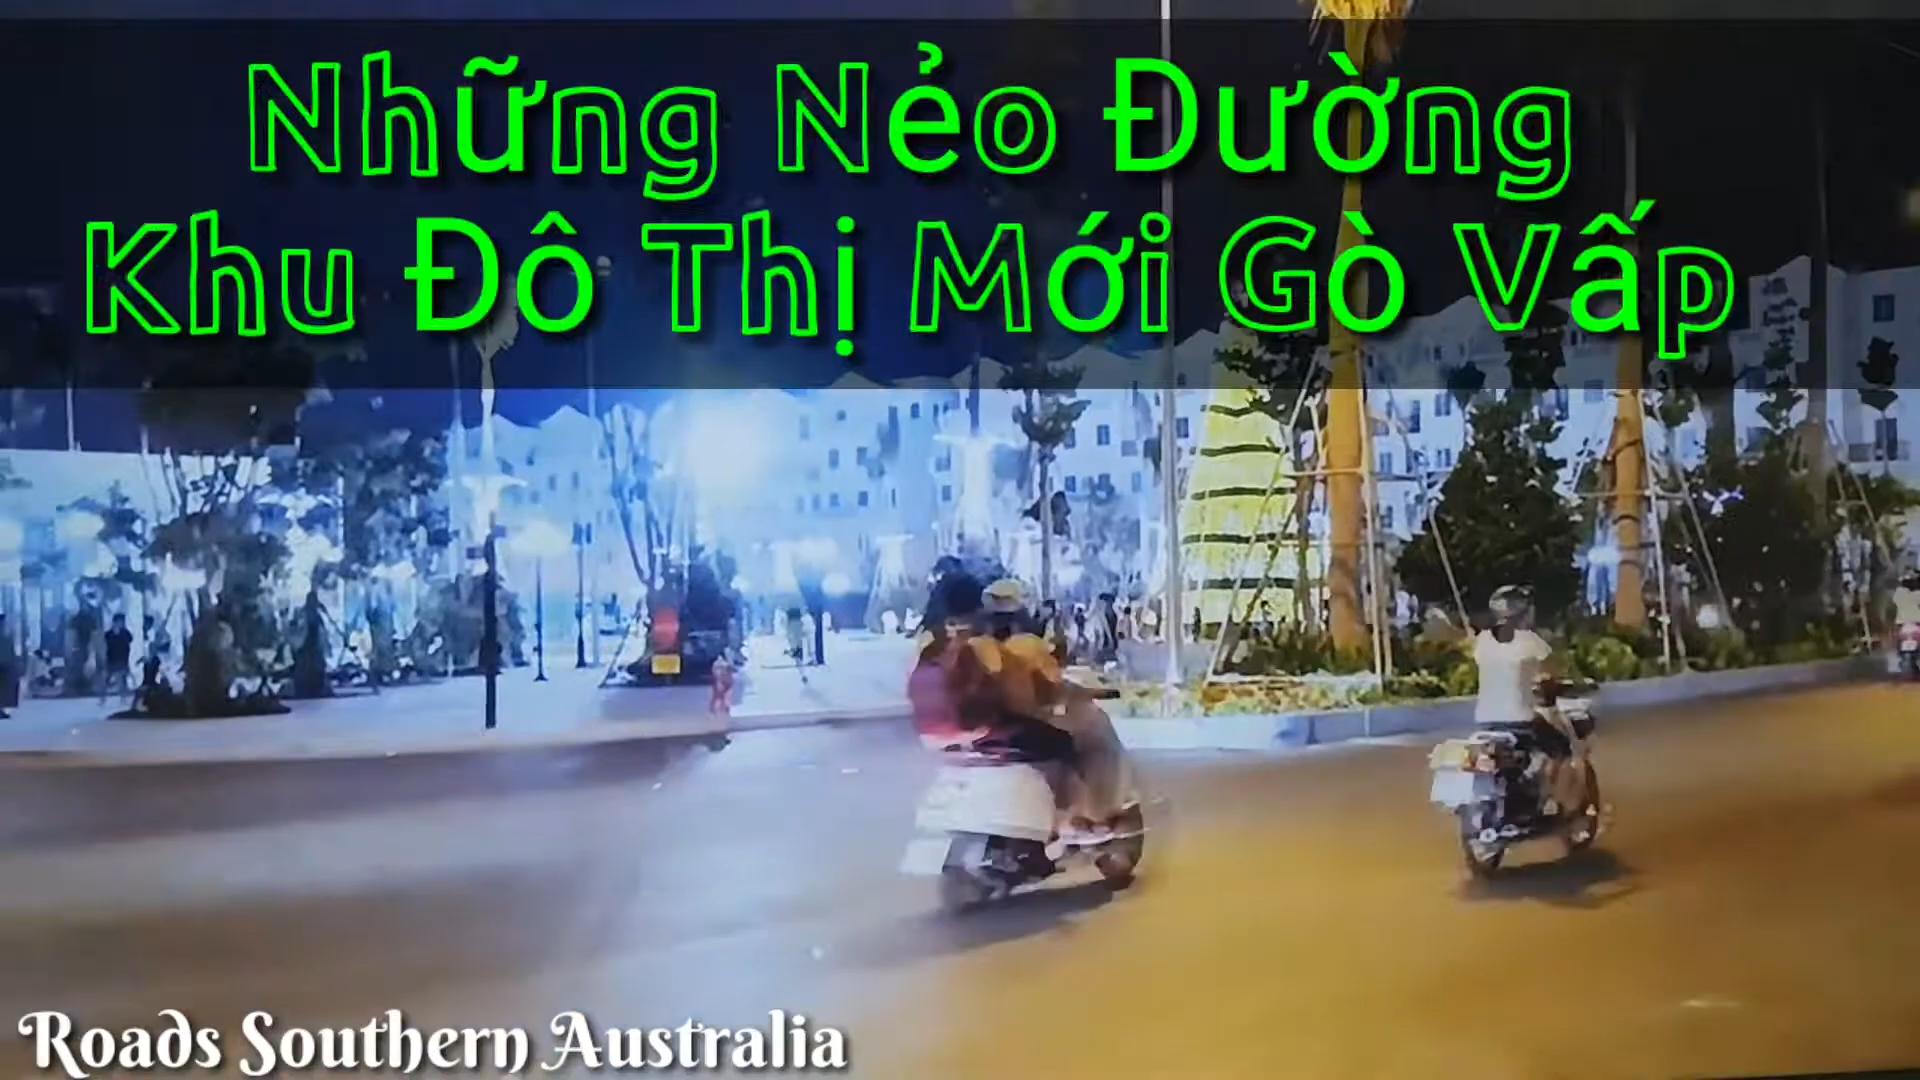 Những Nẻo Đường
Khu Đô Thị Mới Gò Vấp
Roads Southern Australia